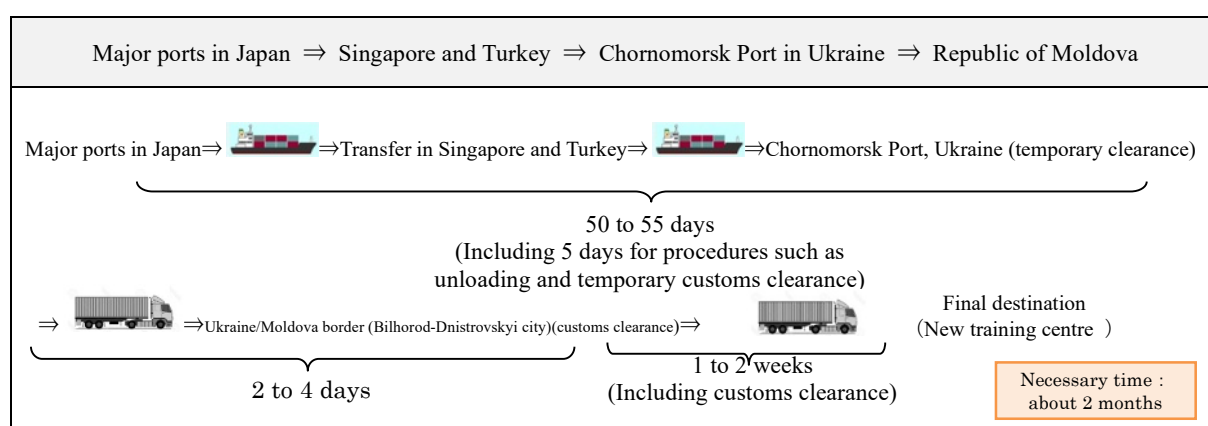 Major ports in Japan ⇒ Singapore and Turkey ⇒ Chornomorsk Port in Ukraine ⇒ Republic of Moldova
Major ports in Japan⇒ ⇒Transfer in Singapore and Turkey⇒ ⇒Chornomorsk Port, Ukraine (temporary clearance)
50 to 55 days
(Including 5 days for procedures such as
unloading and temporary customs clearance)
⇒ ⇒Ukraine/Moldova border (Bilhorod-Dnistrovskyi city)(customs clearance)⇒
Final destination
(New training centre )
2 to 4 days
1 to 2 weeks
(Including customs clearance)
Necessary time :
about 2 months